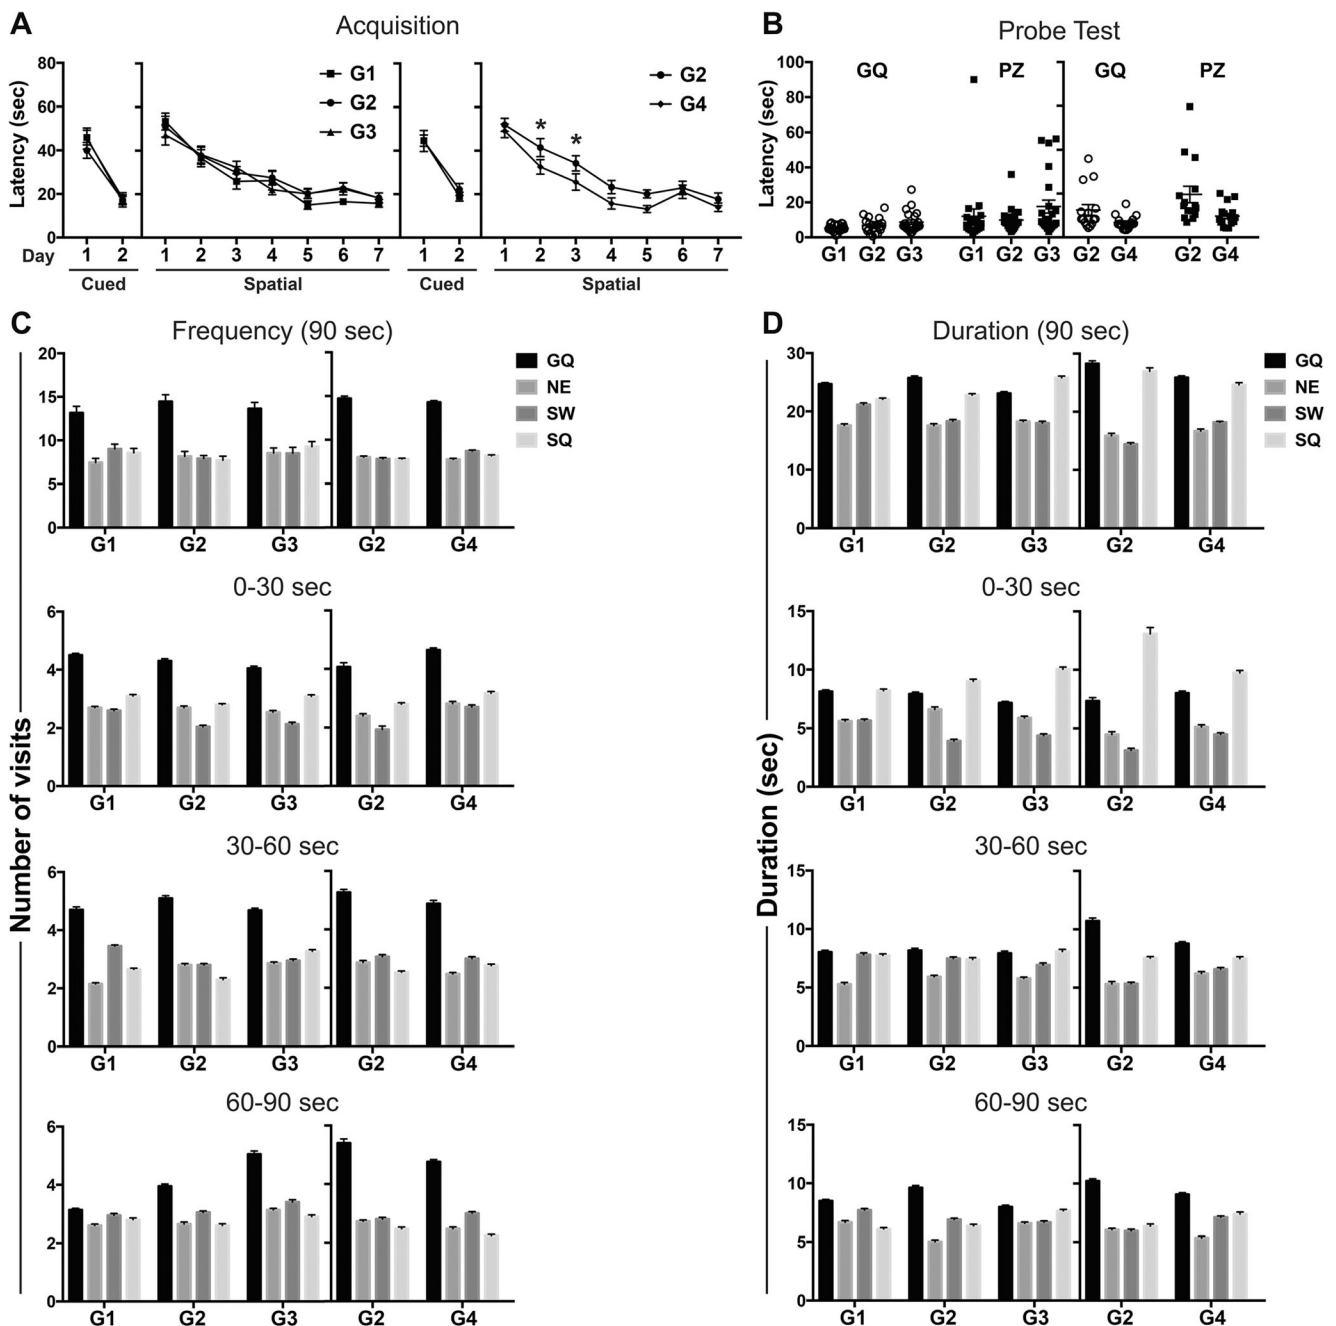 A
Acquisition
Latency (sec)
80
60
40
20
0
G1
G2
G3
G2
G4
*
*
Day
1 2
1 2 3 4 5 6 7
1 2
1 2 3 4 5 6 7
Cued
Spatial
Cued
Spatial
B
Probe Test
Latency (sec)
100
80
60
40
20
0
GQ
PZ
GQ
PZ
G1 G2 G3
G1 G2 G3
G2 G4
G2 G4
C
Frequency (90 sec)
Number of visits
20
15
10
5
0
GQ
NE
SW
SQ
G1 G2 G3 G2 G4
0-30 sec
6
4
2
0
G1 G2 G3 G2 G4
30-60 sec
6
4
2
0
G1 G2 G3 G2 G4
60-90 sec
6
4
2
0
G1 G2 G3 G2 G4
D
Duration (90 sec)
Duration (sec)
30
20
10
0
GQ
NE
SW
SQ
G1 G2 G3 G2 G4
0-30 sec
15
10
5
0
G1 G2 G3 G2 G4
30-60 sec
15
10
5
0
G1 G2 G3 G2 G4
60-90 sec
15
10
5
0
G1 G2 G3 G2 G4